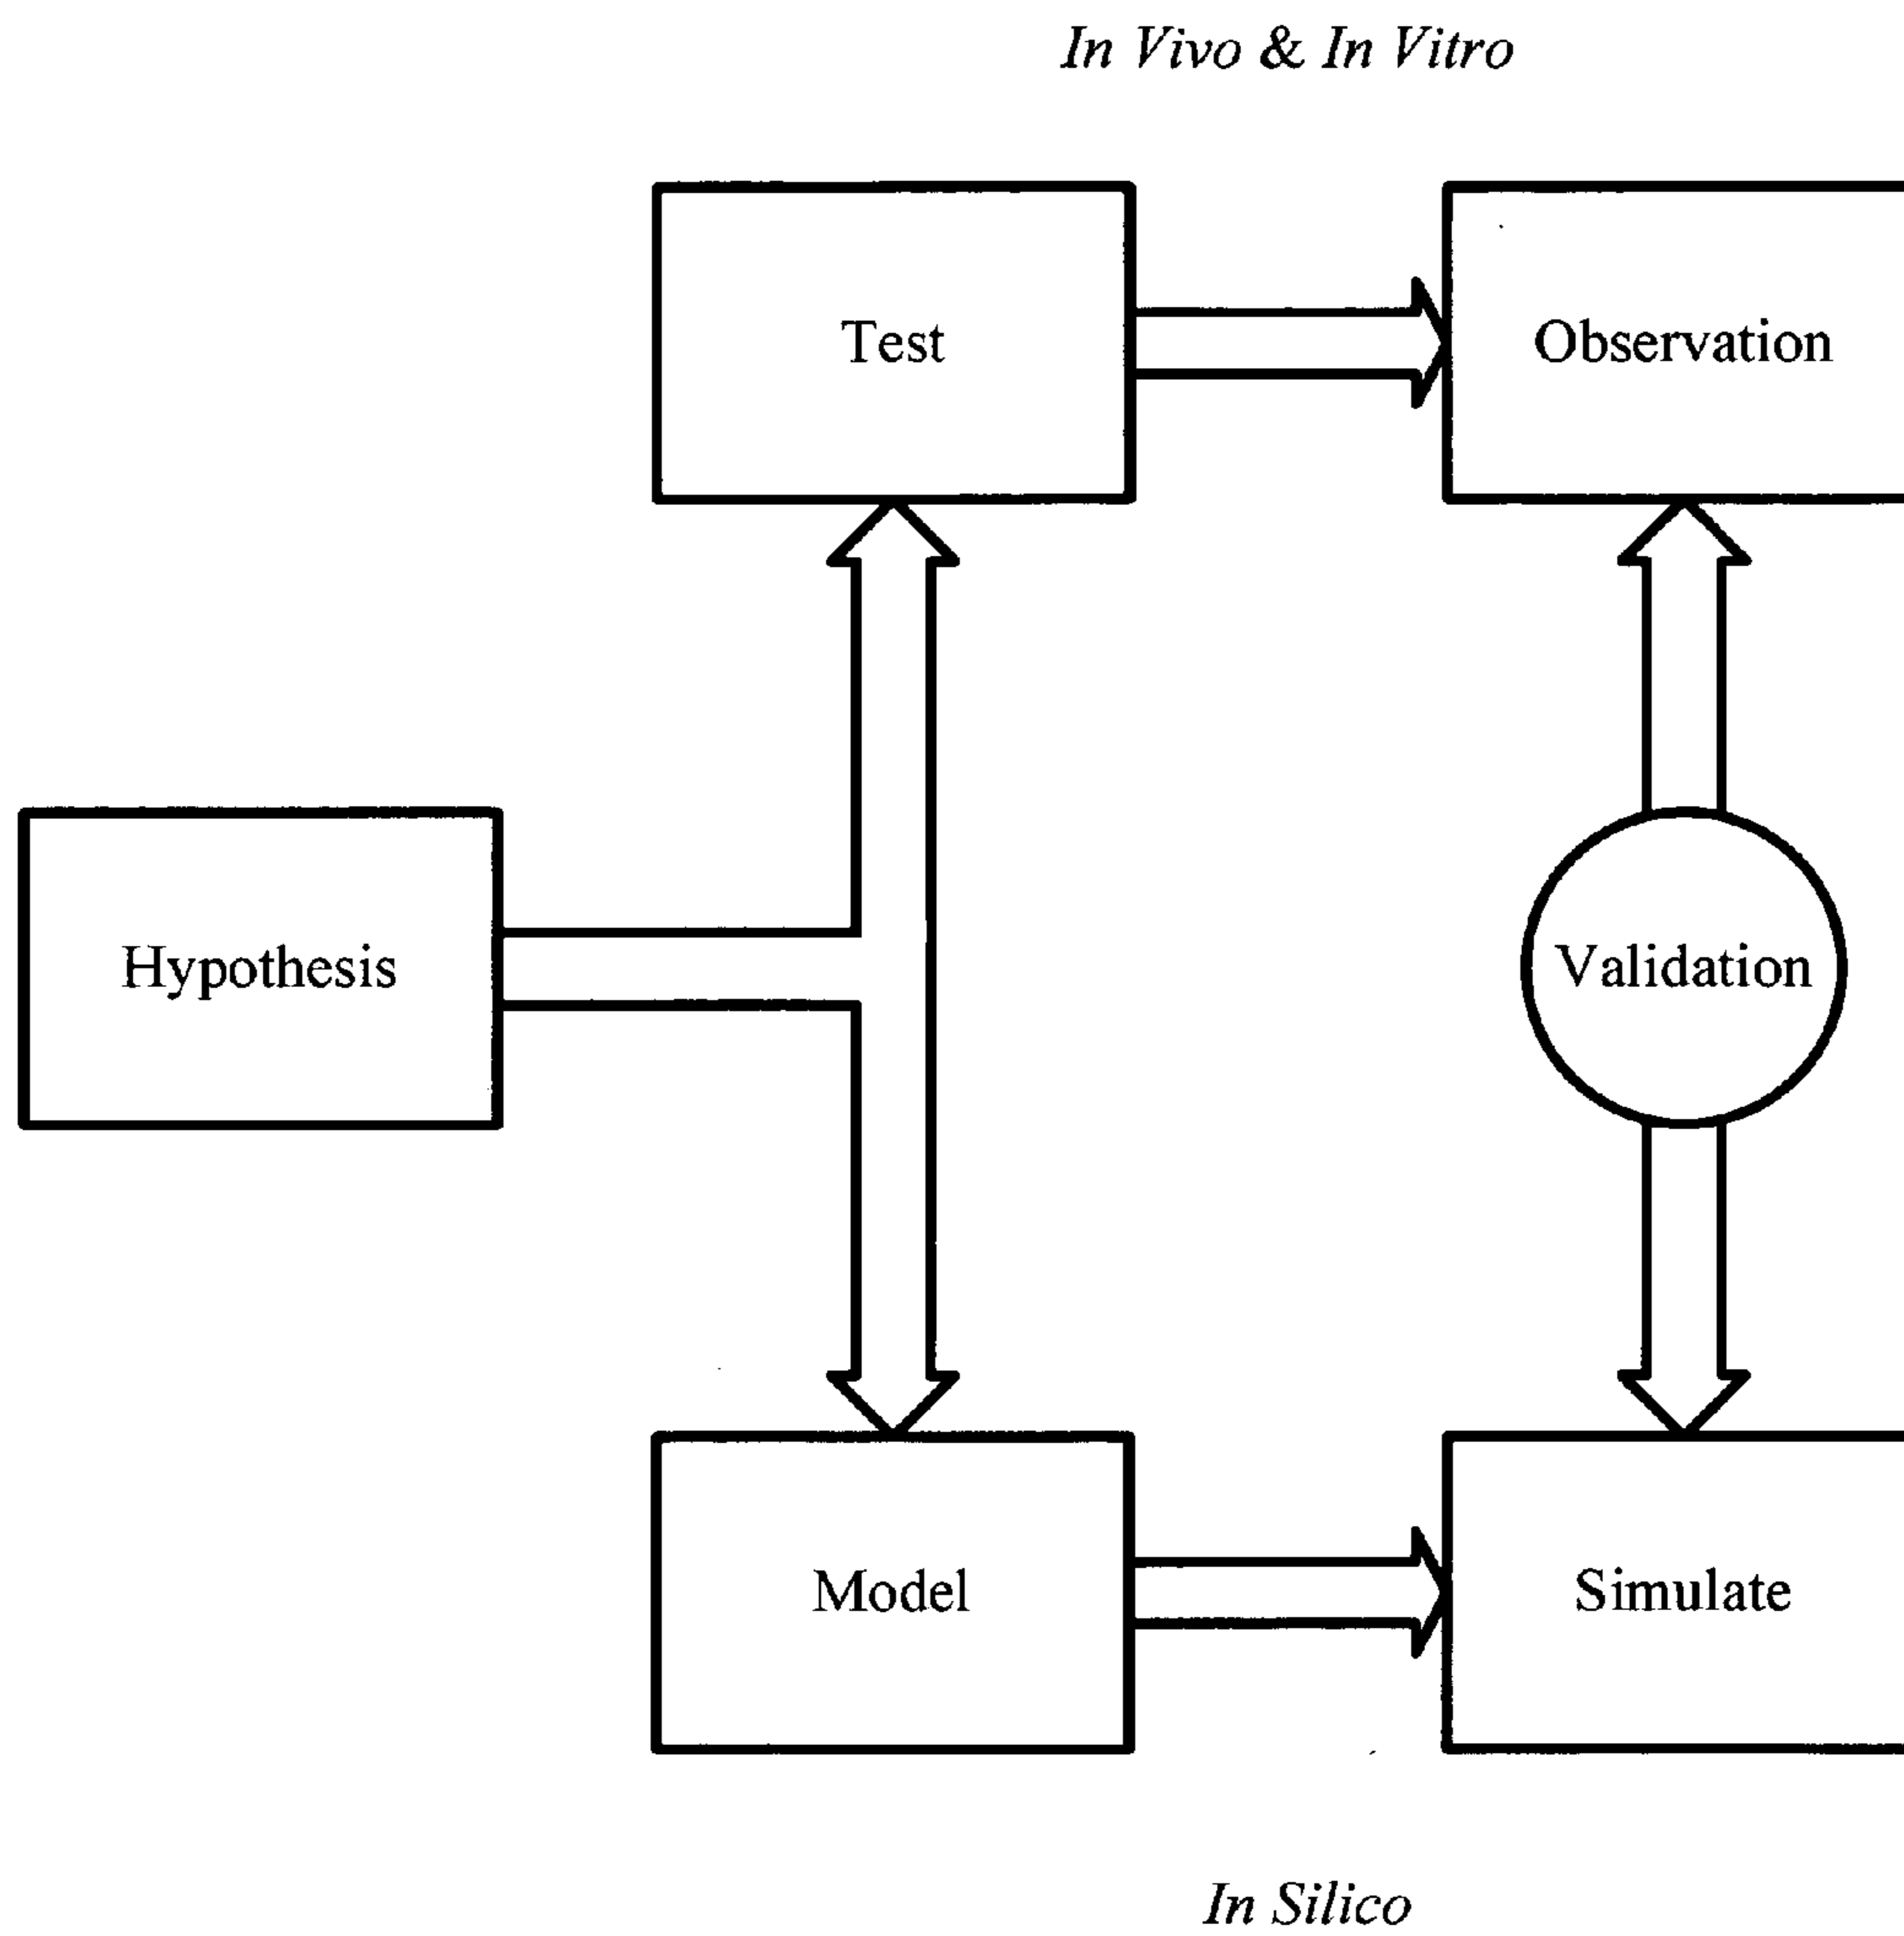 In Vivo & In Vitro
Test
Observation
Hypothesis
Validation
Model
Simulate
In Silico